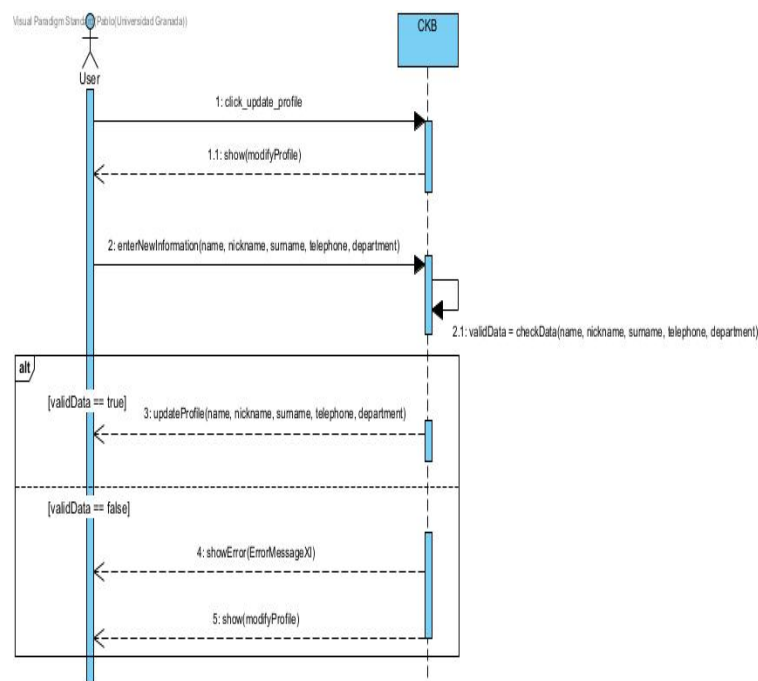 Visual Paradigm Standard Pablo(Universidad Granada))
CKB
User
1: click_update_profile
1.1: show(modifyProfile)
2: enterNewInformation(name, nickname, surname, telephone, department)
2.1: validData = checkData(name, nickname, surname, telephone, department)
alt
[validData == true]
3: updateProfile(name, nickname, surname, telephone, department)
[validData == false]
4: showError(ErrorMessageXI)
5: show(modifyProfile)